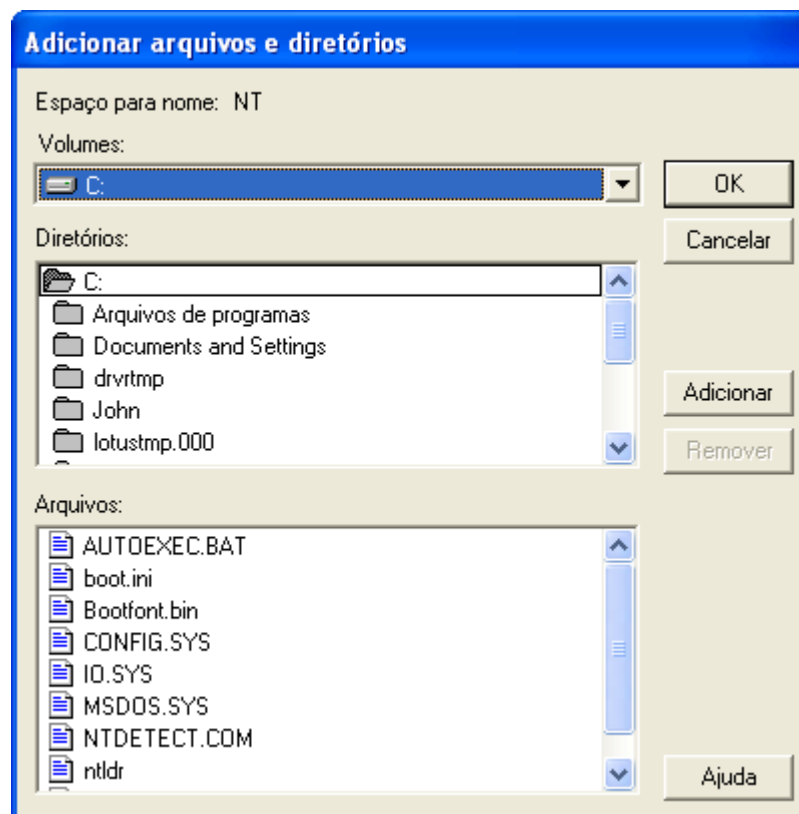 Adicionar arquivos e diretórios
Espaço para nome: NT
Volumes:
C:
OK
Diretórios:
Cancelar
C:
Arquivos de programas
Documents and Settings
drvrtmp
Adicionar
John
lotustmp.000
Remover
Arquivos:
AUTOEXEC.BAT
boot.ini
Bootfont.bin
CONFIG.SYS
IO.SYS
MSDOS.SYS
NTDETECT.COM
ntldr
Ajuda